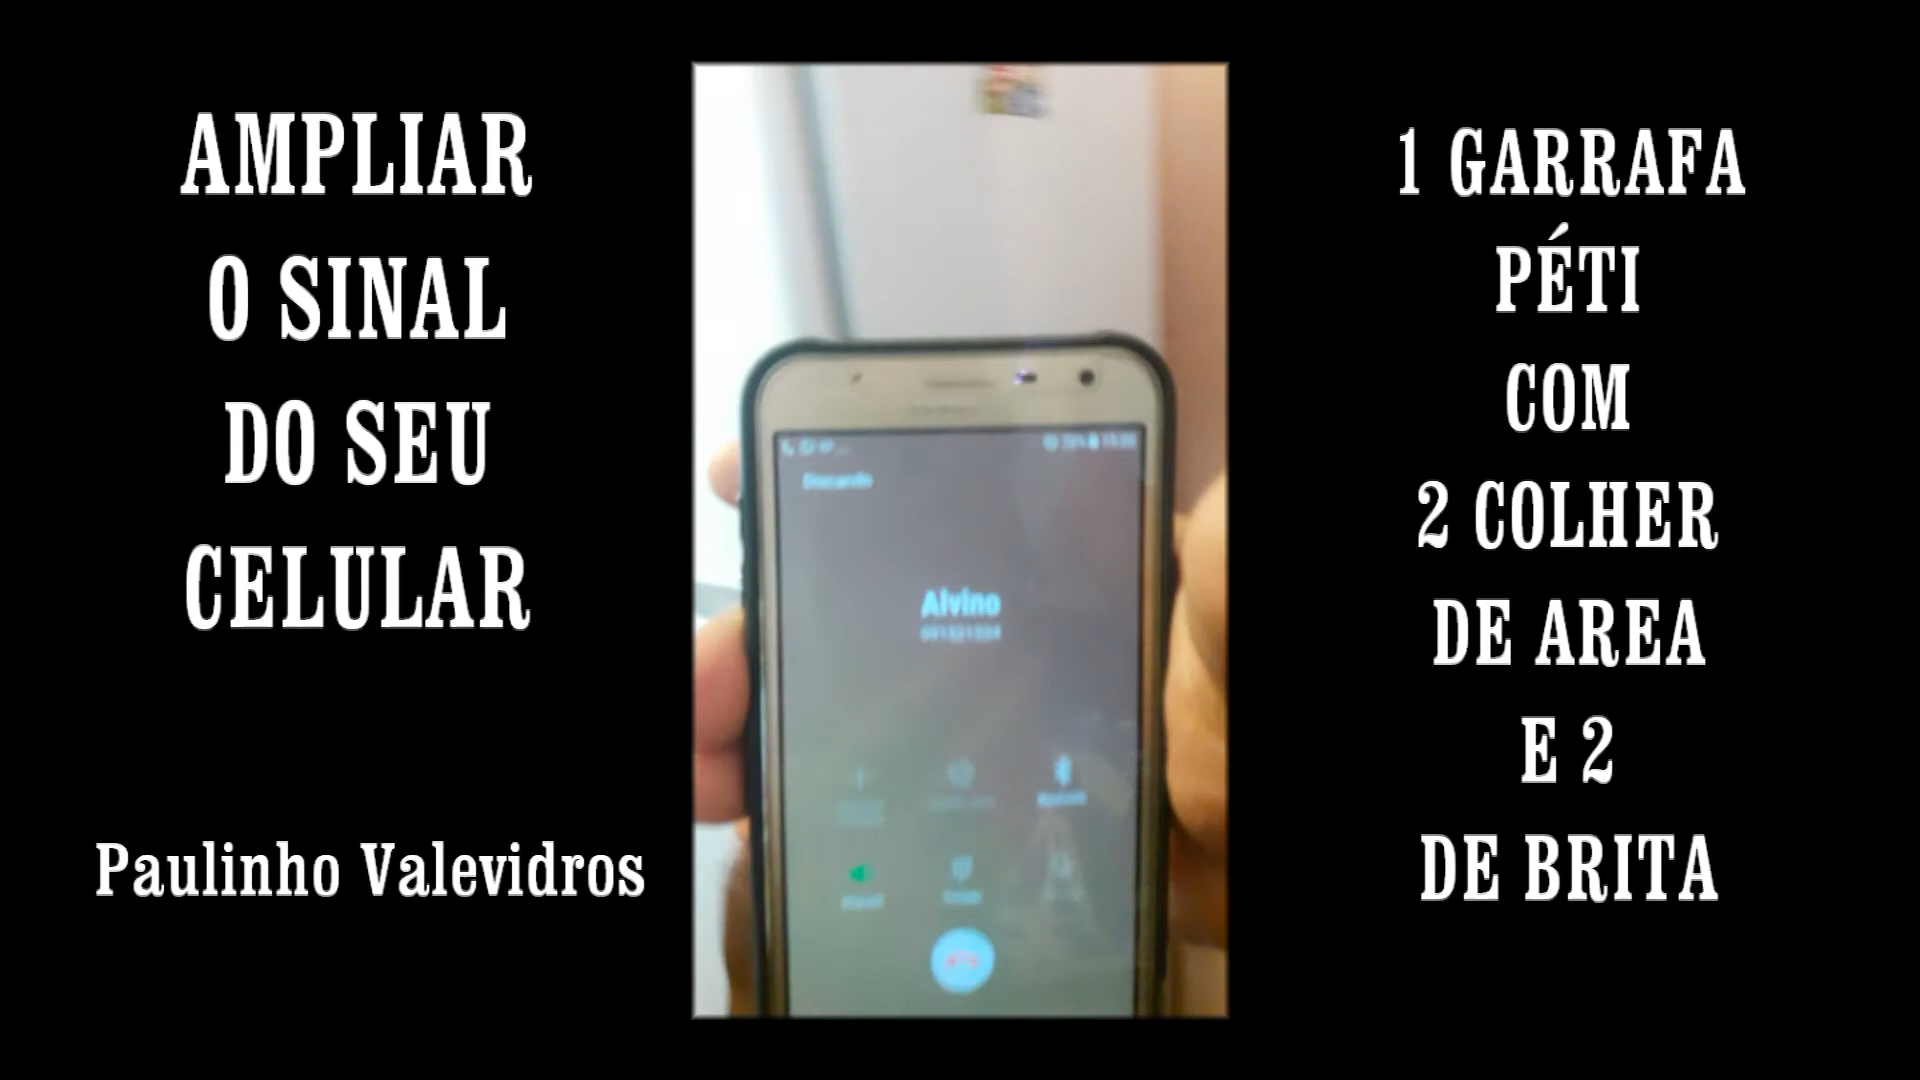 AMPLIAR
O SINAL
DO SEU
CELULAR
Paulinho Valevidros
Discando
Alvino
1 GARRAFA
PÉTI
COM
2 COLHER
DE AREA
E 2
DE BRITA